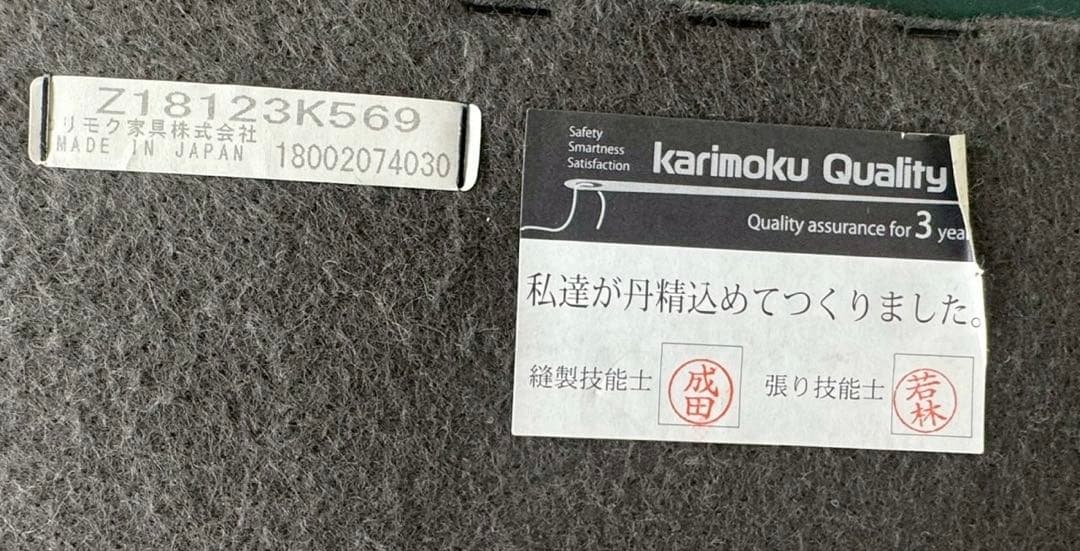 Z18123K569
リモク家具株式会社
MADE IN JAPAN 18002074030
Safety
Smartness
Satisfaction
karimoku Quality
Quality assurance for 3 year
私達が丹精込めてつくりました。
縫製技能士 成田 張り技能士 若林